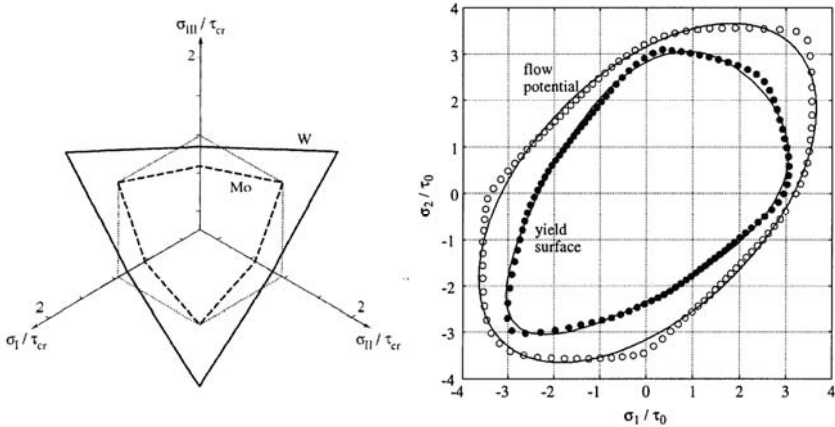 σIII / τcr
2
W
Mo
2
σI / τcr
2
σII / τcr
4
3
2
1
0
-1
-2
-3
-4
σ2 / τ0
flow
potential
yield
surface
-4 -3 -2 -1 0 1 2 3 4
σ1 / τ0